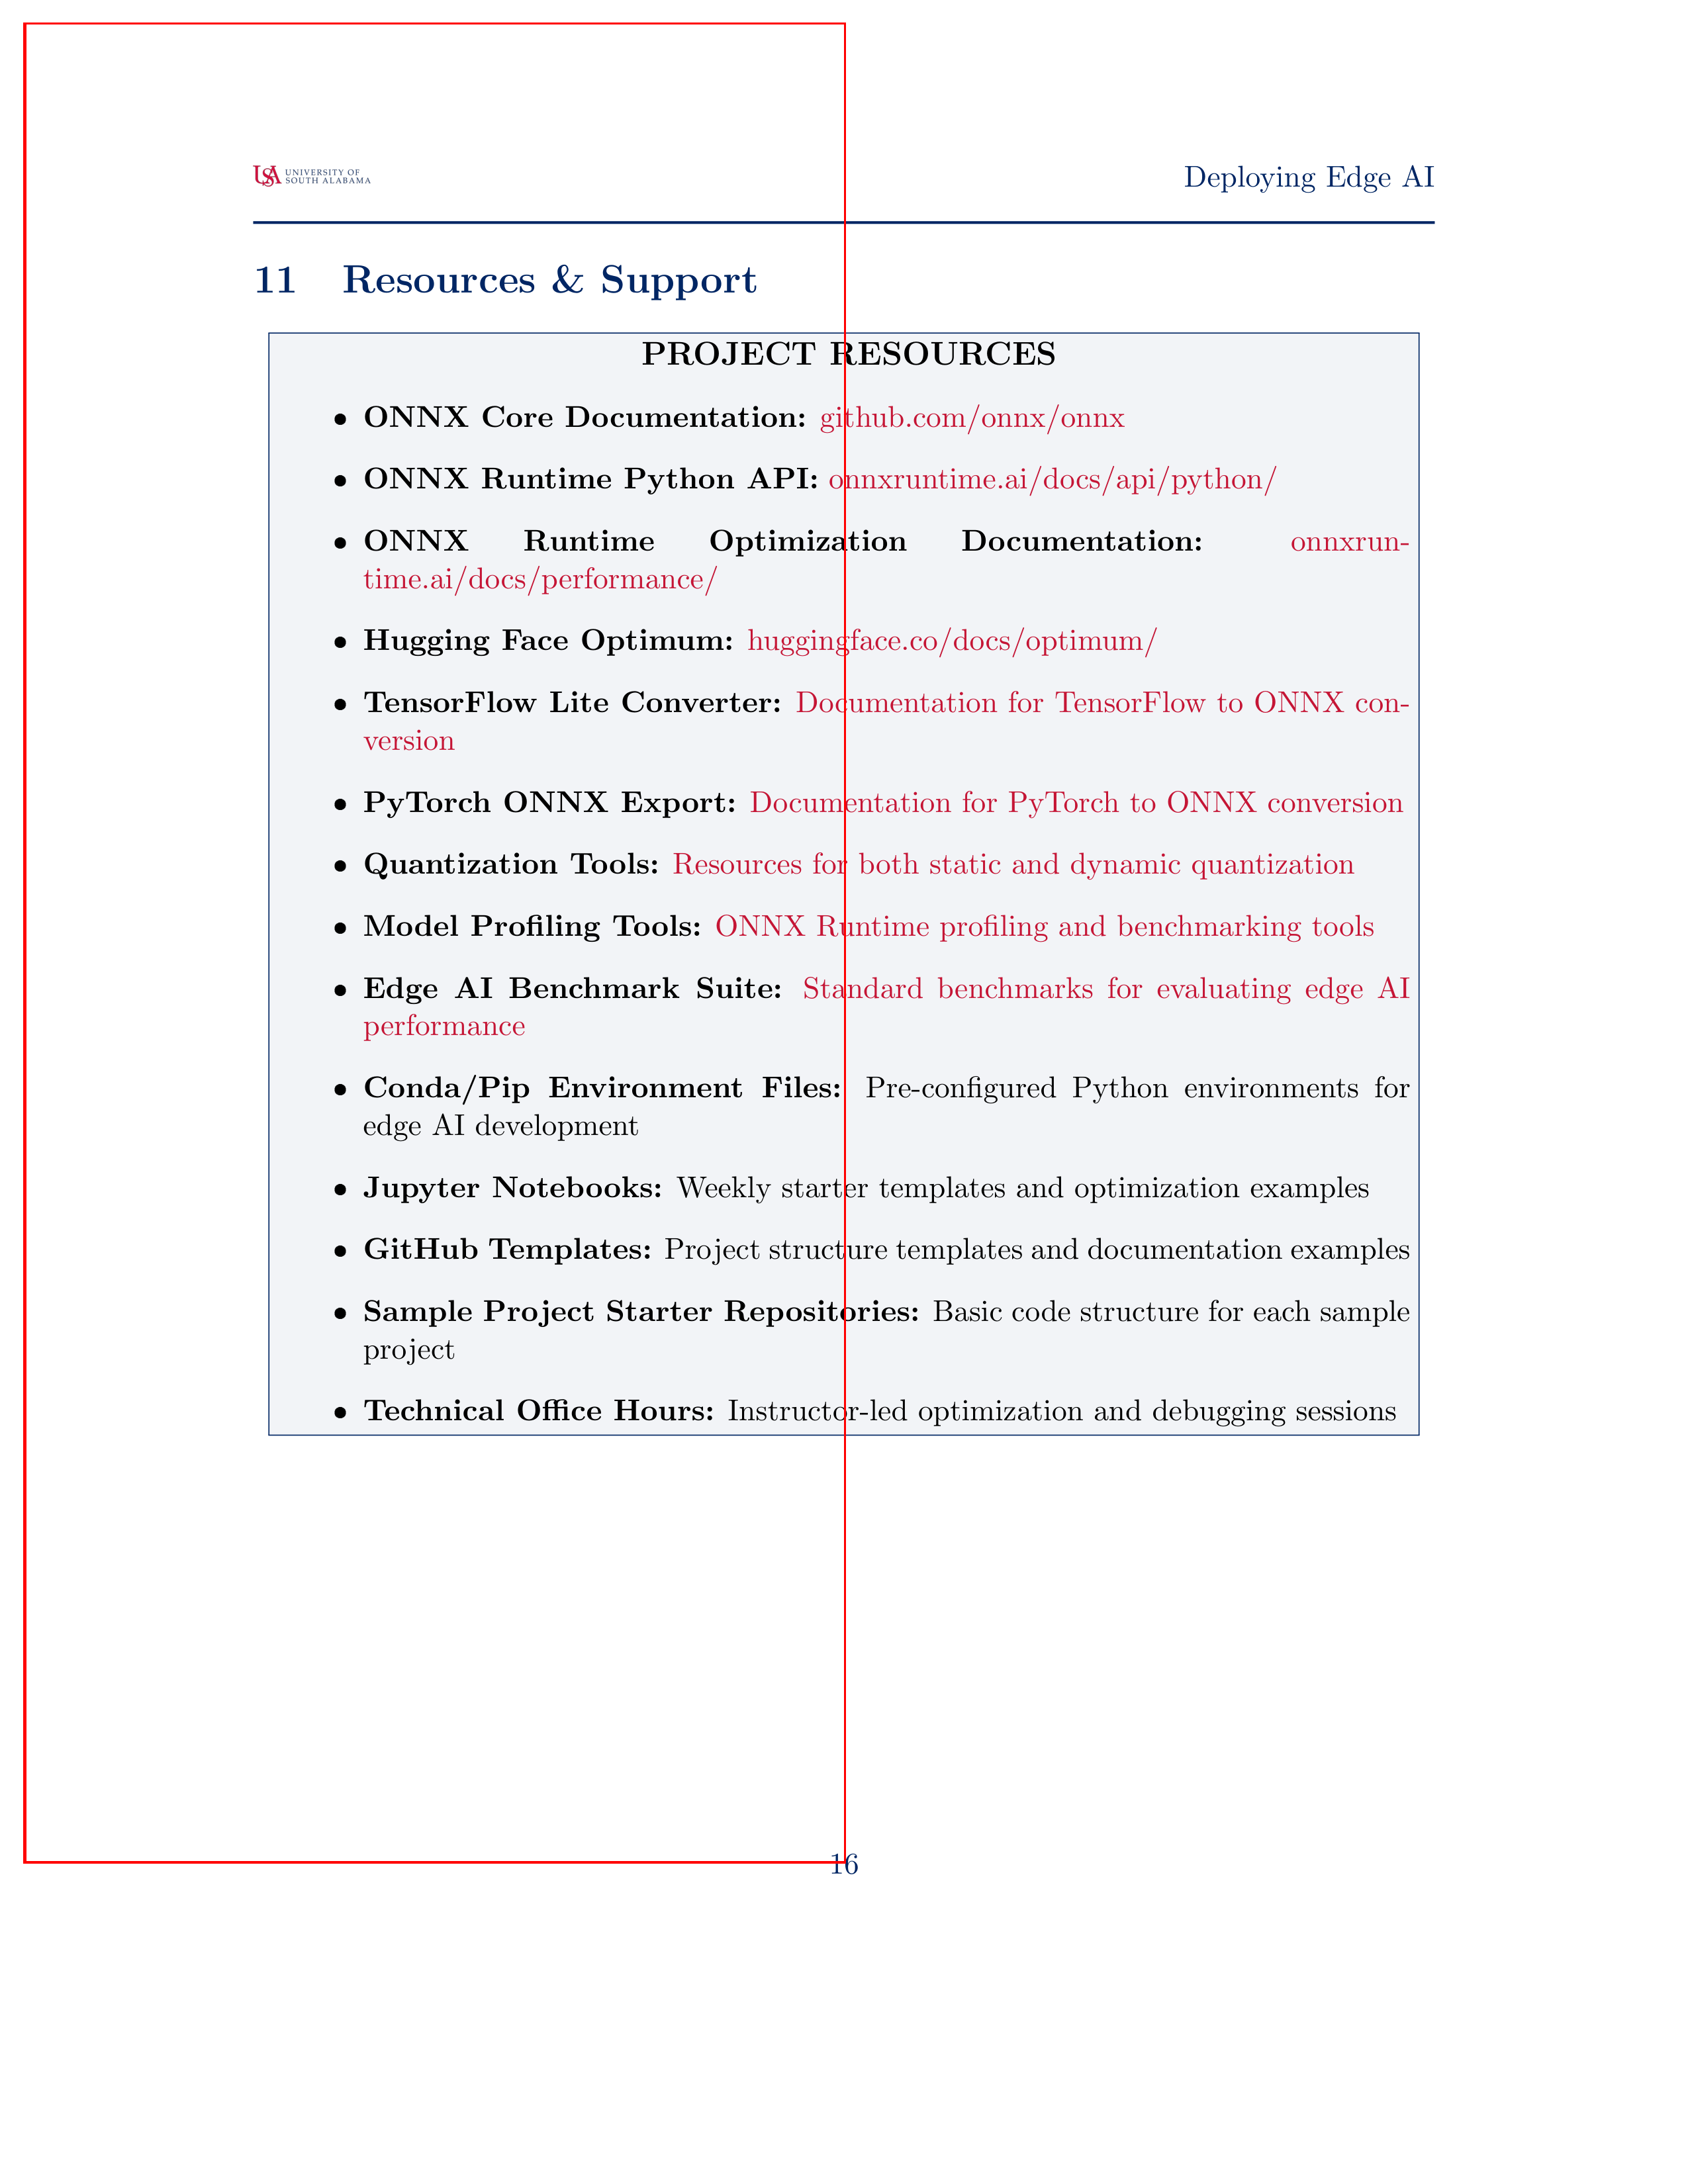 USA UNIVERSITY OF
SOUTH ALABAMA
Deploying Edge AI
11 Resources & Support
PROJECT RESOURCES
• ONNX Core Documentation: github.com/onnx/onnx
• ONNX Runtime Python API: onnxruntime.ai/docs/api/python/
• ONNX Runtime Optimization Documentation: onnxrun-
time.ai/docs/performance/
• Hugging Face Optimum: huggingface.co/docs/optimum/
• TensorFlow Lite Converter: Documentation for TensorFlow to ONNX con-
version
• PyTorch ONNX Export: Documentation for PyTorch to ONNX conversion
• Quantization Tools: Resources for both static and dynamic quantization
• Model Profiling Tools: ONNX Runtime profiling and benchmarking tools
• Edge AI Benchmark Suite: Standard benchmarks for evaluating edge AI
performance
• Conda/Pip Environment Files: Pre-configured Python environments for
edge AI development
• Jupyter Notebooks: Weekly starter templates and optimization examples
• GitHub Templates: Project structure templates and documentation examples
• Sample Project Starter Repositories: Basic code structure for each sample
project
• Technical Office Hours: Instructor-led optimization and debugging sessions
16